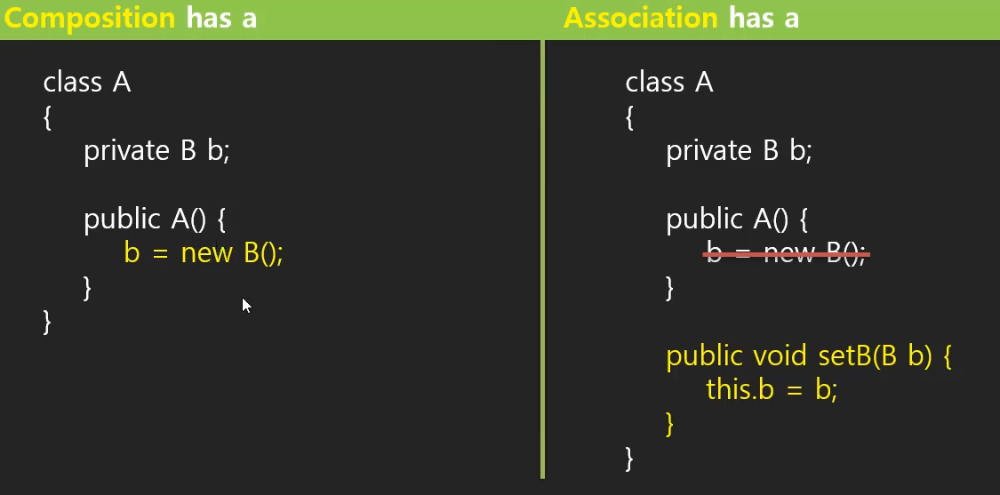 Composition has a
class A
{
private B b;
public A() {
b = new B();
}
}
Association has a
class A
{
private B b;
public A() {
b = new B();
}
public void setB(B b) {
this.b = b;
}
}